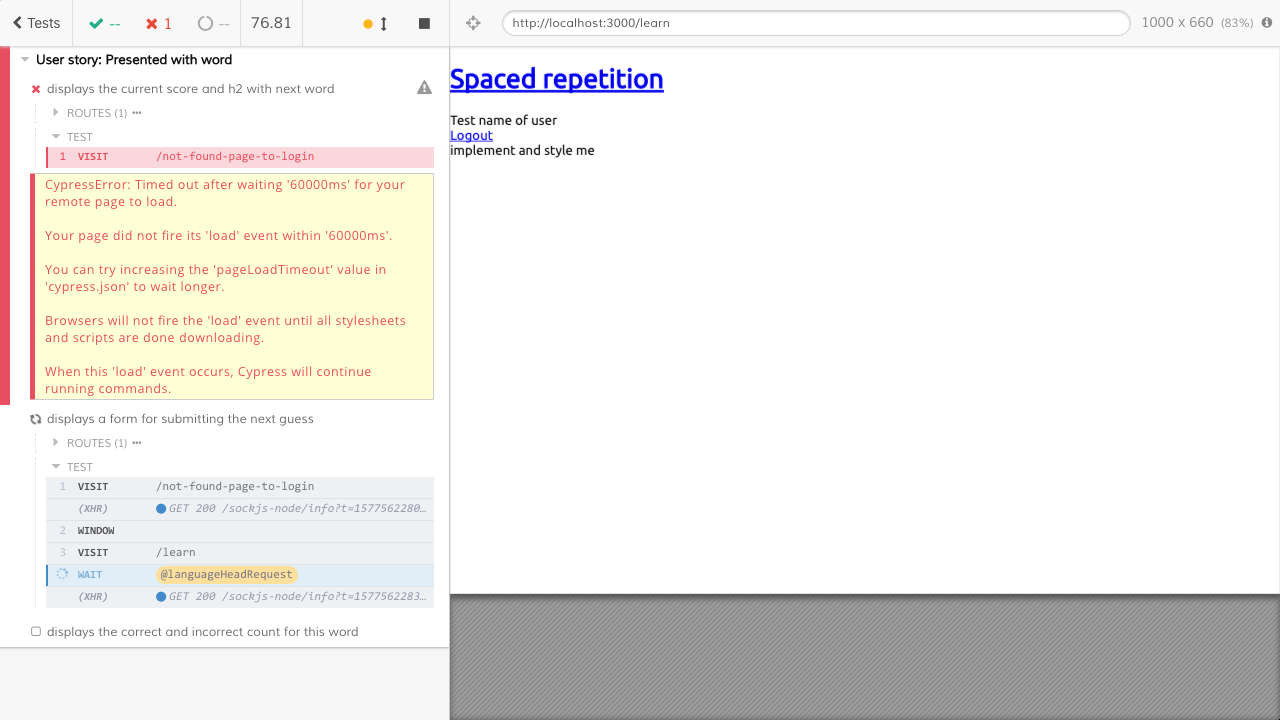 Tests
--
1
--
76.81
http://localhost:3000/learn
1000 x 660 (83%)
User story: Presented with word
displays the current score and h2 with next word
ROUTES (1)
TEST
1 VISIT /not-found-page-to-login
CypressError: Timed out after waiting '60000ms' for your
remote page to load.
Your page did not fire its 'load' event within '60000ms'.
You can try increasing the 'pageLoadTimeout' value in
'cypress.json' to wait longer.
Browsers will not fire the 'load' event until all stylesheets
and scripts are done downloading.
When this 'load' event occurs, Cypress will continue
running commands.
displays a form for submitting the next guess
ROUTES (1)
TEST
1 VISIT /not-found-page-to-login
(XHR) GET 200 /sockjs-node/info?t=1577562280…
2 WINDOW
3 VISIT /learn
WAIT @languageHeadRequest
(XHR) GET 200 /sockjs-node/info?t=1577562283…
displays the correct and incorrect count for this word
Spaced repetition
Test name of user
Logout
implement and style me